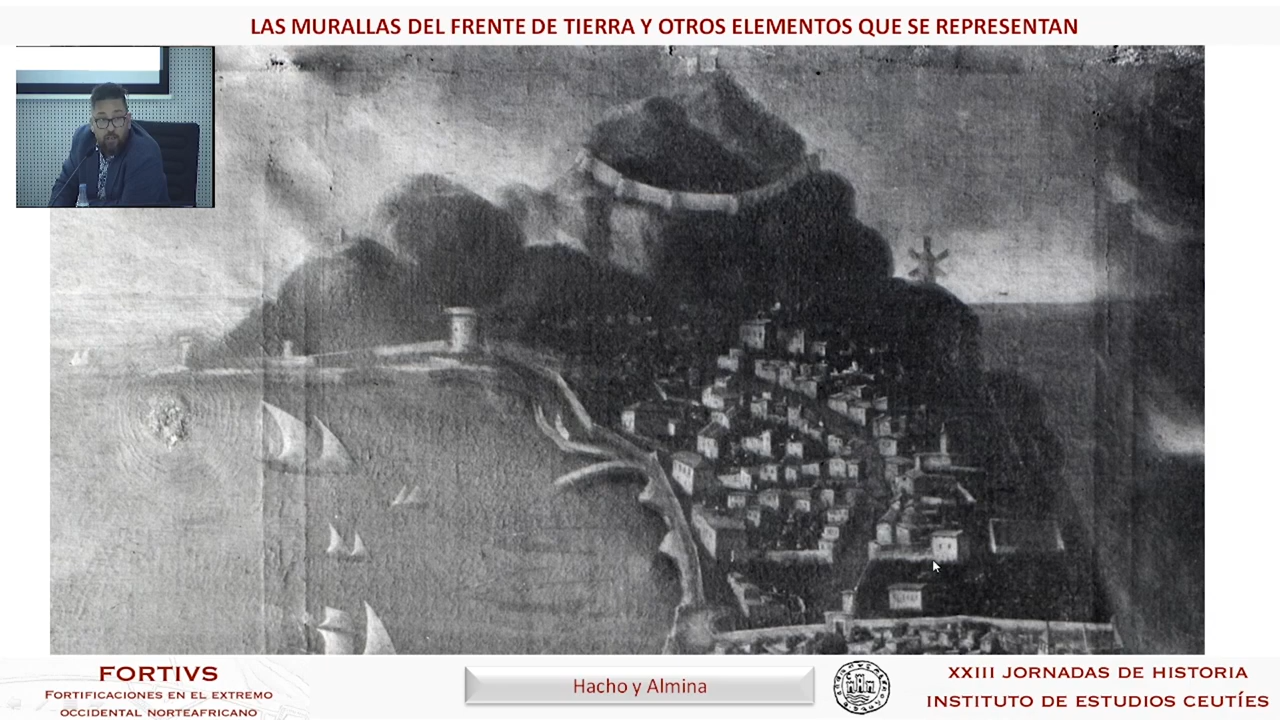 LAS MURALLAS DEL FRENTE DE TIERRA Y OTROS ELEMENTOS QUE SE REPRESENTAN
FORTIVS
FORTIFICACIONES EN EL EXTREMO
OCCIDENTAL NORTEAFRICANO
Hacho y Almina
XXIII JORNADAS DE HISTORIA
INSTITUTO DE ESTUDIOS CEUTÍES